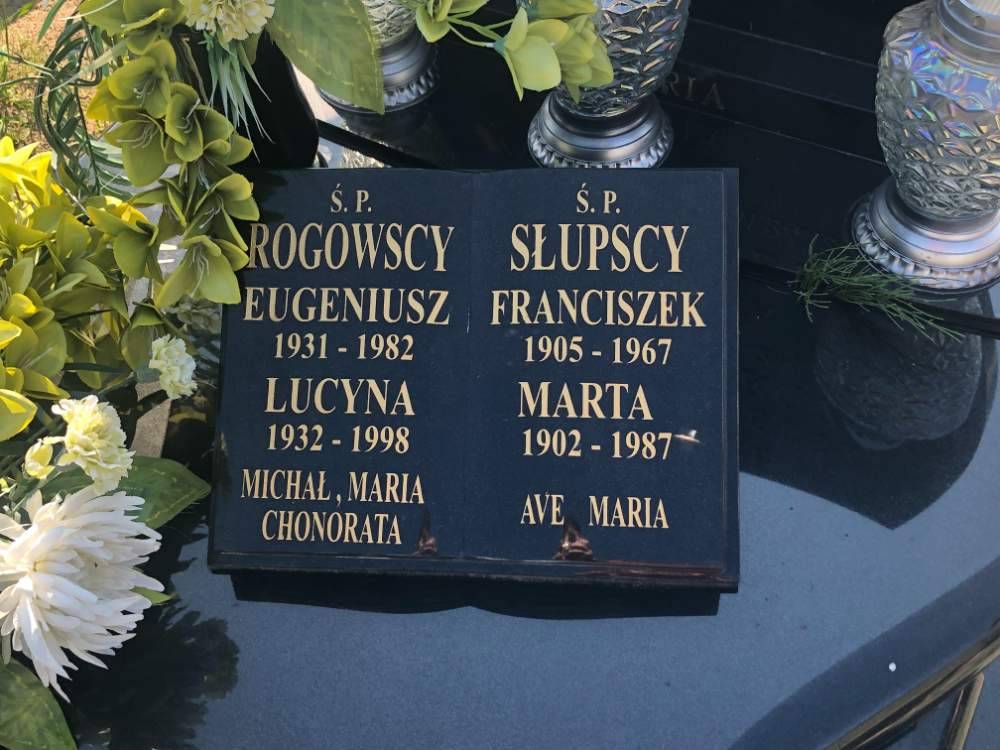 Ś. P.
ROGOWSCY
EUGENIUSZ
1931 - 1982
LUCYNA
1932 - 1998
MICHAŁ, MARIA
CHONORATA
Ś. P.
SŁUPSCY
FRANCISZEK
1905 - 1967
MARTA
1902 - 1987
AVE MARIA